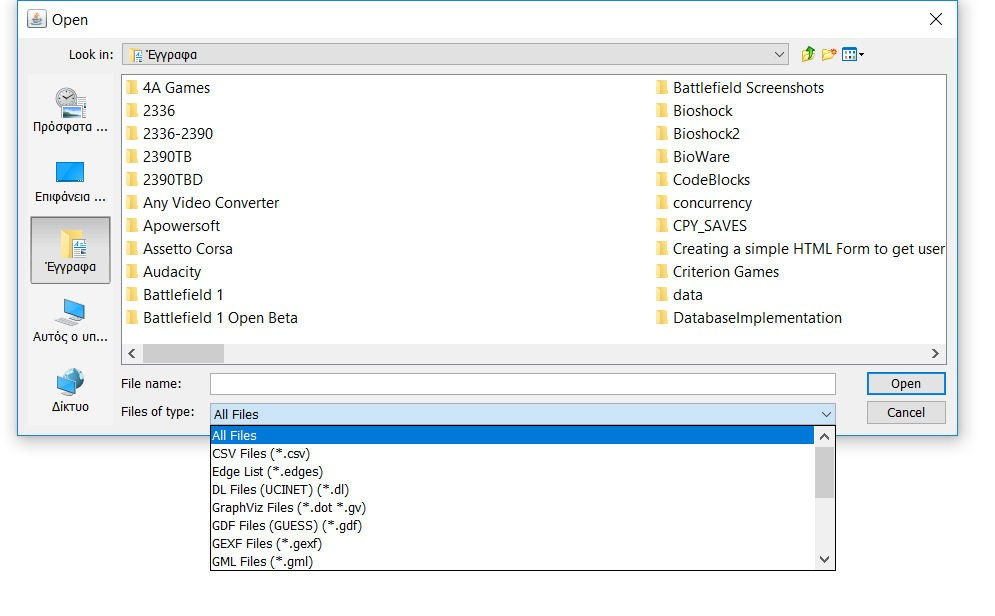 Open
Look in: Έγγραφα
Πρόσφατα ...
Επιφάνεια ...
Έγγραφα
Αυτός ο υπ...
Δίκτυο
4A Games
2336
2336-2390
2390TB
2390TBD
Any Video Converter
Apowersoft
Assetto Corsa
Audacity
Battlefield 1
Battlefield 1 Open Beta
Battlefield Screenshots
Bioshock
Bioshock2
BioWare
CodeBlocks
concurrency
CPY_SAVES
Creating a simple HTML Form to get user
Criterion Games
data
DatabaseImplementation
File name:
Open
Files of type: All Files
Cancel
All Files
CSV Files (*.csv)
Edge List (*.edges)
DL Files (UCINET) (*.dl)
GraphViz Files (*.dot *.gv)
GDF Files (GUESS) (*.gdf)
GEXF Files (*.gexf)
GML Files (*.gml)